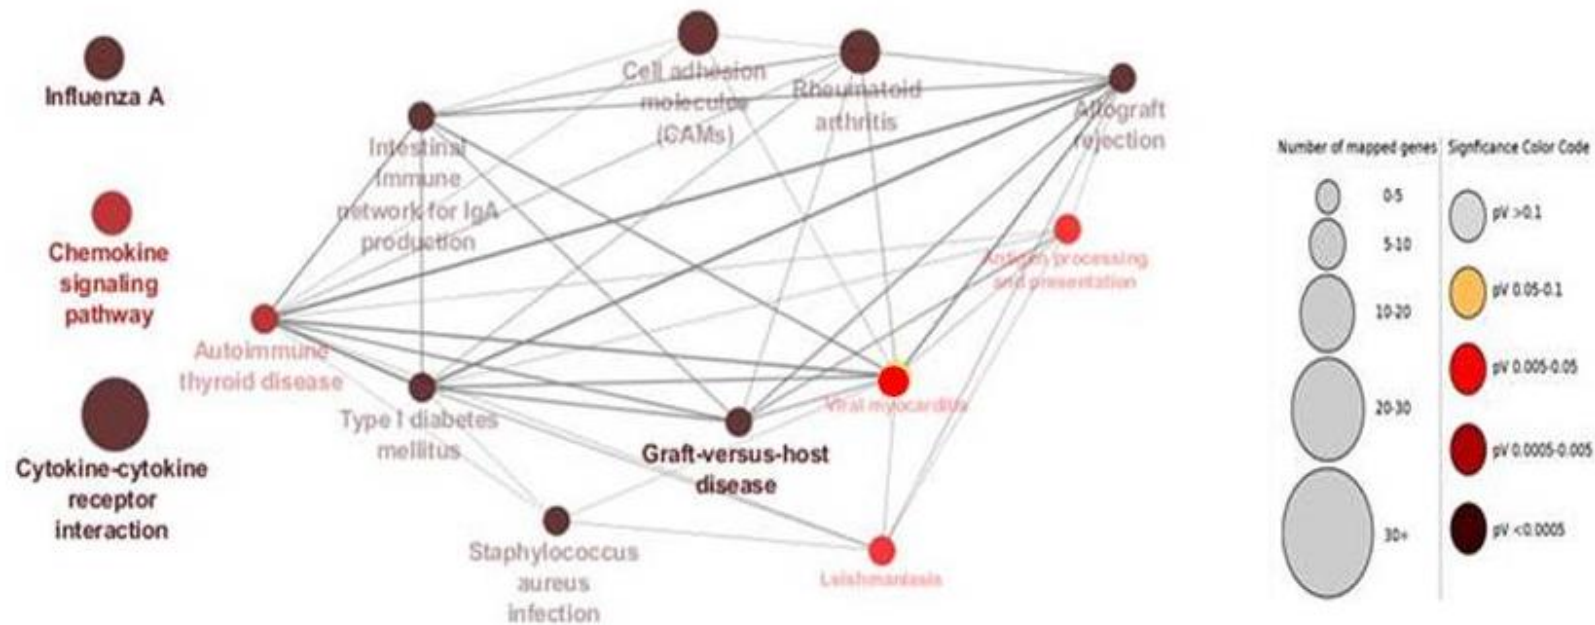 Influenza A
Chemokine
signaling
pathway
Cytokine-cytokine
receptor
interaction
Cell adhesion
molecules
(CAMs)
Rheumatoid
arthritis
Allograft
rejection
Intestinal
immune
network for IgA
production
Antigen processing
and presentation
Autoimmune
thyroid disease
Type I diabetes
mellitus
Viral myocarditis
Graft-versus-host
disease
Staphylococcus
aureus
infection
Leishmaniasis
Number of mapped genes
0-5
5-10
10-20
20-30
30+
Signficance Color Code
pV >0.1
pV 0.05-0.1
pV 0.005-0.05
pV 0.0005-0.005
pV <0.0005